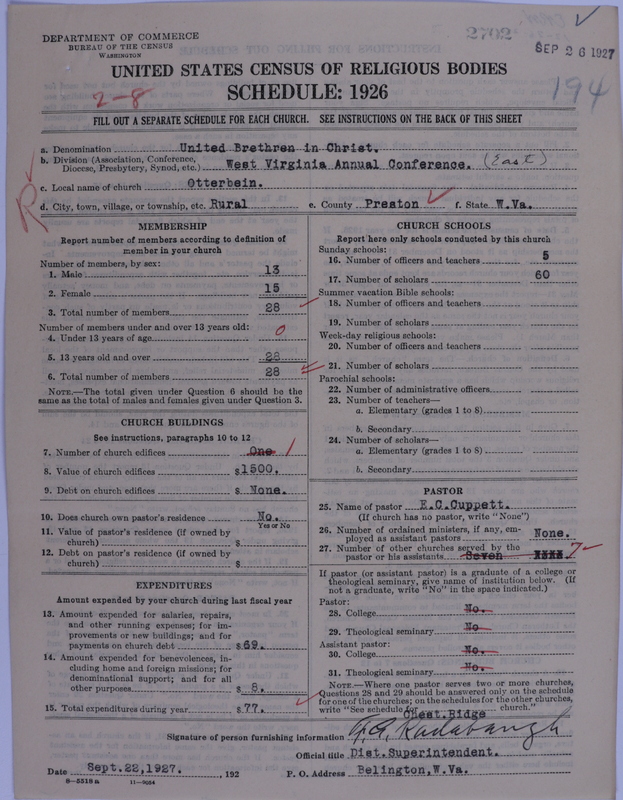 DEPARTMENT OF COMMERCE
BUREAU OF THE CENSUS
WASHINGTON
2702
SEP 26 1927
UNITED STATES CENSUS OF RELIGIOUS BODIES
SCHEDULE: 1926
2-8
194
FILL OUT A SEPARATE SCHEDULE FOR EACH CHURCH. SEE INSTRUCTIONS ON THE BACK OF THIS SHEET
a. Denomination United Brethren in Christ.
b. Division (Association, Conference, Diocese, Presbytery, Synod, etc.) West Virginia Annual Conference. (East)
c. Local name of church Otterbein.
R
d. City, town, village, or township, etc. Rural e. County Preston f. State W.Va.
MEMBERSHIP
Report number of members according to definition of
member in your church
Number of members, by sex:
1. Male 13
2. Female 15
3. Total number of members 28
Number of members under and over 13 years old:
4. Under 13 years of age 0
5. 13 years old and over 28
6. Total number of members 28
NOTE.—The total given under Question 6 should be
same as the total of males and females given under Question 3.
CHURCH BUILDINGS
See instructions, paragraphs 10 to 12
7. Number of church edifices One 1
8. Value of church edifices $1500.
9. Debt on church edifices $ None.
10. Does church own pastor's residence No.
Yes or No
11. Value of pastor's residence (if owned by
church) $
12. Debt on pastor's residence (if owned by
church) $
EXPENDITURES
Amount expended by your church during last fiscal year
13. Amount expended for salaries, repairs,
and other running expenses; for im-
provements or new buildings; and for
payments on church debt $69.
14. Amount expended for benevolences, in-
cluding home and foreign missions; for
denominational support; and for all
other purposes $ 8.
15. Total expenditures during year $77.
CHURCH SCHOOLS
Report here only schools conducted by this church
Sunday schools:
16. Number of officers and teachers 5
17. Number of scholars 60
Summer vacation Bible schools:
18. Number of officers and teachers
19. Number of scholars
Week-day religious schools:
20. Number of officers and teachers
21. Number of scholars
Parochial schools:
22. Number of administrative officers
23. Number of teachers—
a. Elementary (grades 1 to 8)
b. Secondary
24. Number of scholars—
a. Elementary (grades 1 to 8)
b. Secondary
PASTOR
25. Name of pastor E.C.Cuppett.
(If church has no pastor, write "None")
26. Number of ordained ministers, if any, em-
ployed as assistant pastors None.
27. Number of other churches served by the
pastor or his assistants Seven 7
If pastor (or assistant pastor) is a graduate of a college or
theological seminary, give name of institution below. (If
not a graduate, write "No" in the space indicated.)
Pastor:
28. College No.
29. Theological seminary No
Assistant pastor:
30. College No.
31. Theological seminary No.
NOTE.—Where one pastor serves two or more churches,
Questions 28 and 29 should be answered only on the schedule
for one of the churches; on the schedules for the other churches,
write "See schedule for Chest.Ridge church."
Signature of person furnishing information
Official title Dist.Superintendent.
Date Sept.22,1927. , 192 P. O. Address Belington,W.Va.
8—5518a 11—9054